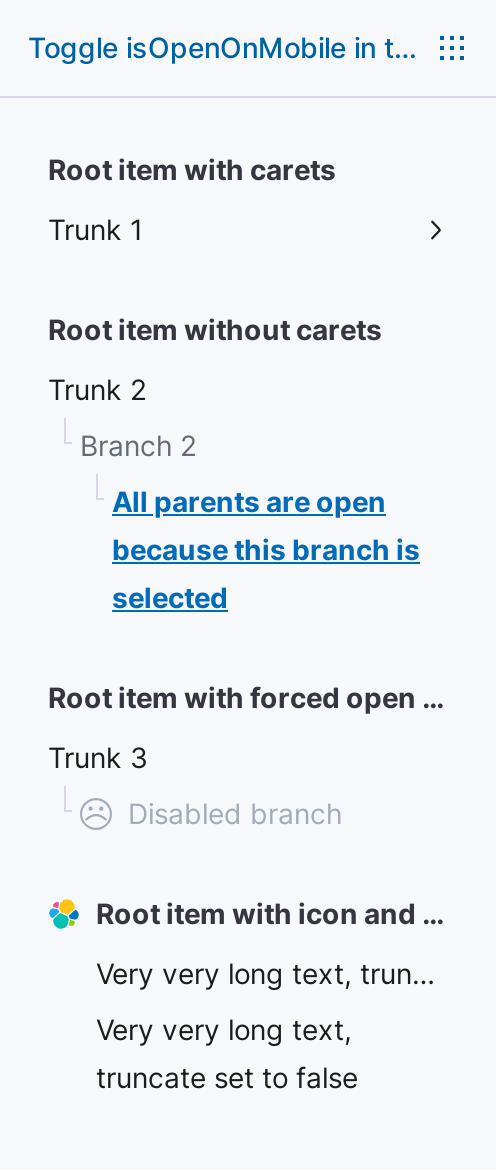 Toggle isOpenOnMobile in t...
Root item with carets
Trunk 1
Root item without carets
Trunk 2
Branch 2
All parents are open
because this branch is
selected
Root item with forced open ...
Trunk 3
Disabled branch
Root item with icon and ...
Very very long text, trun...
Very very long text,
truncate set to false